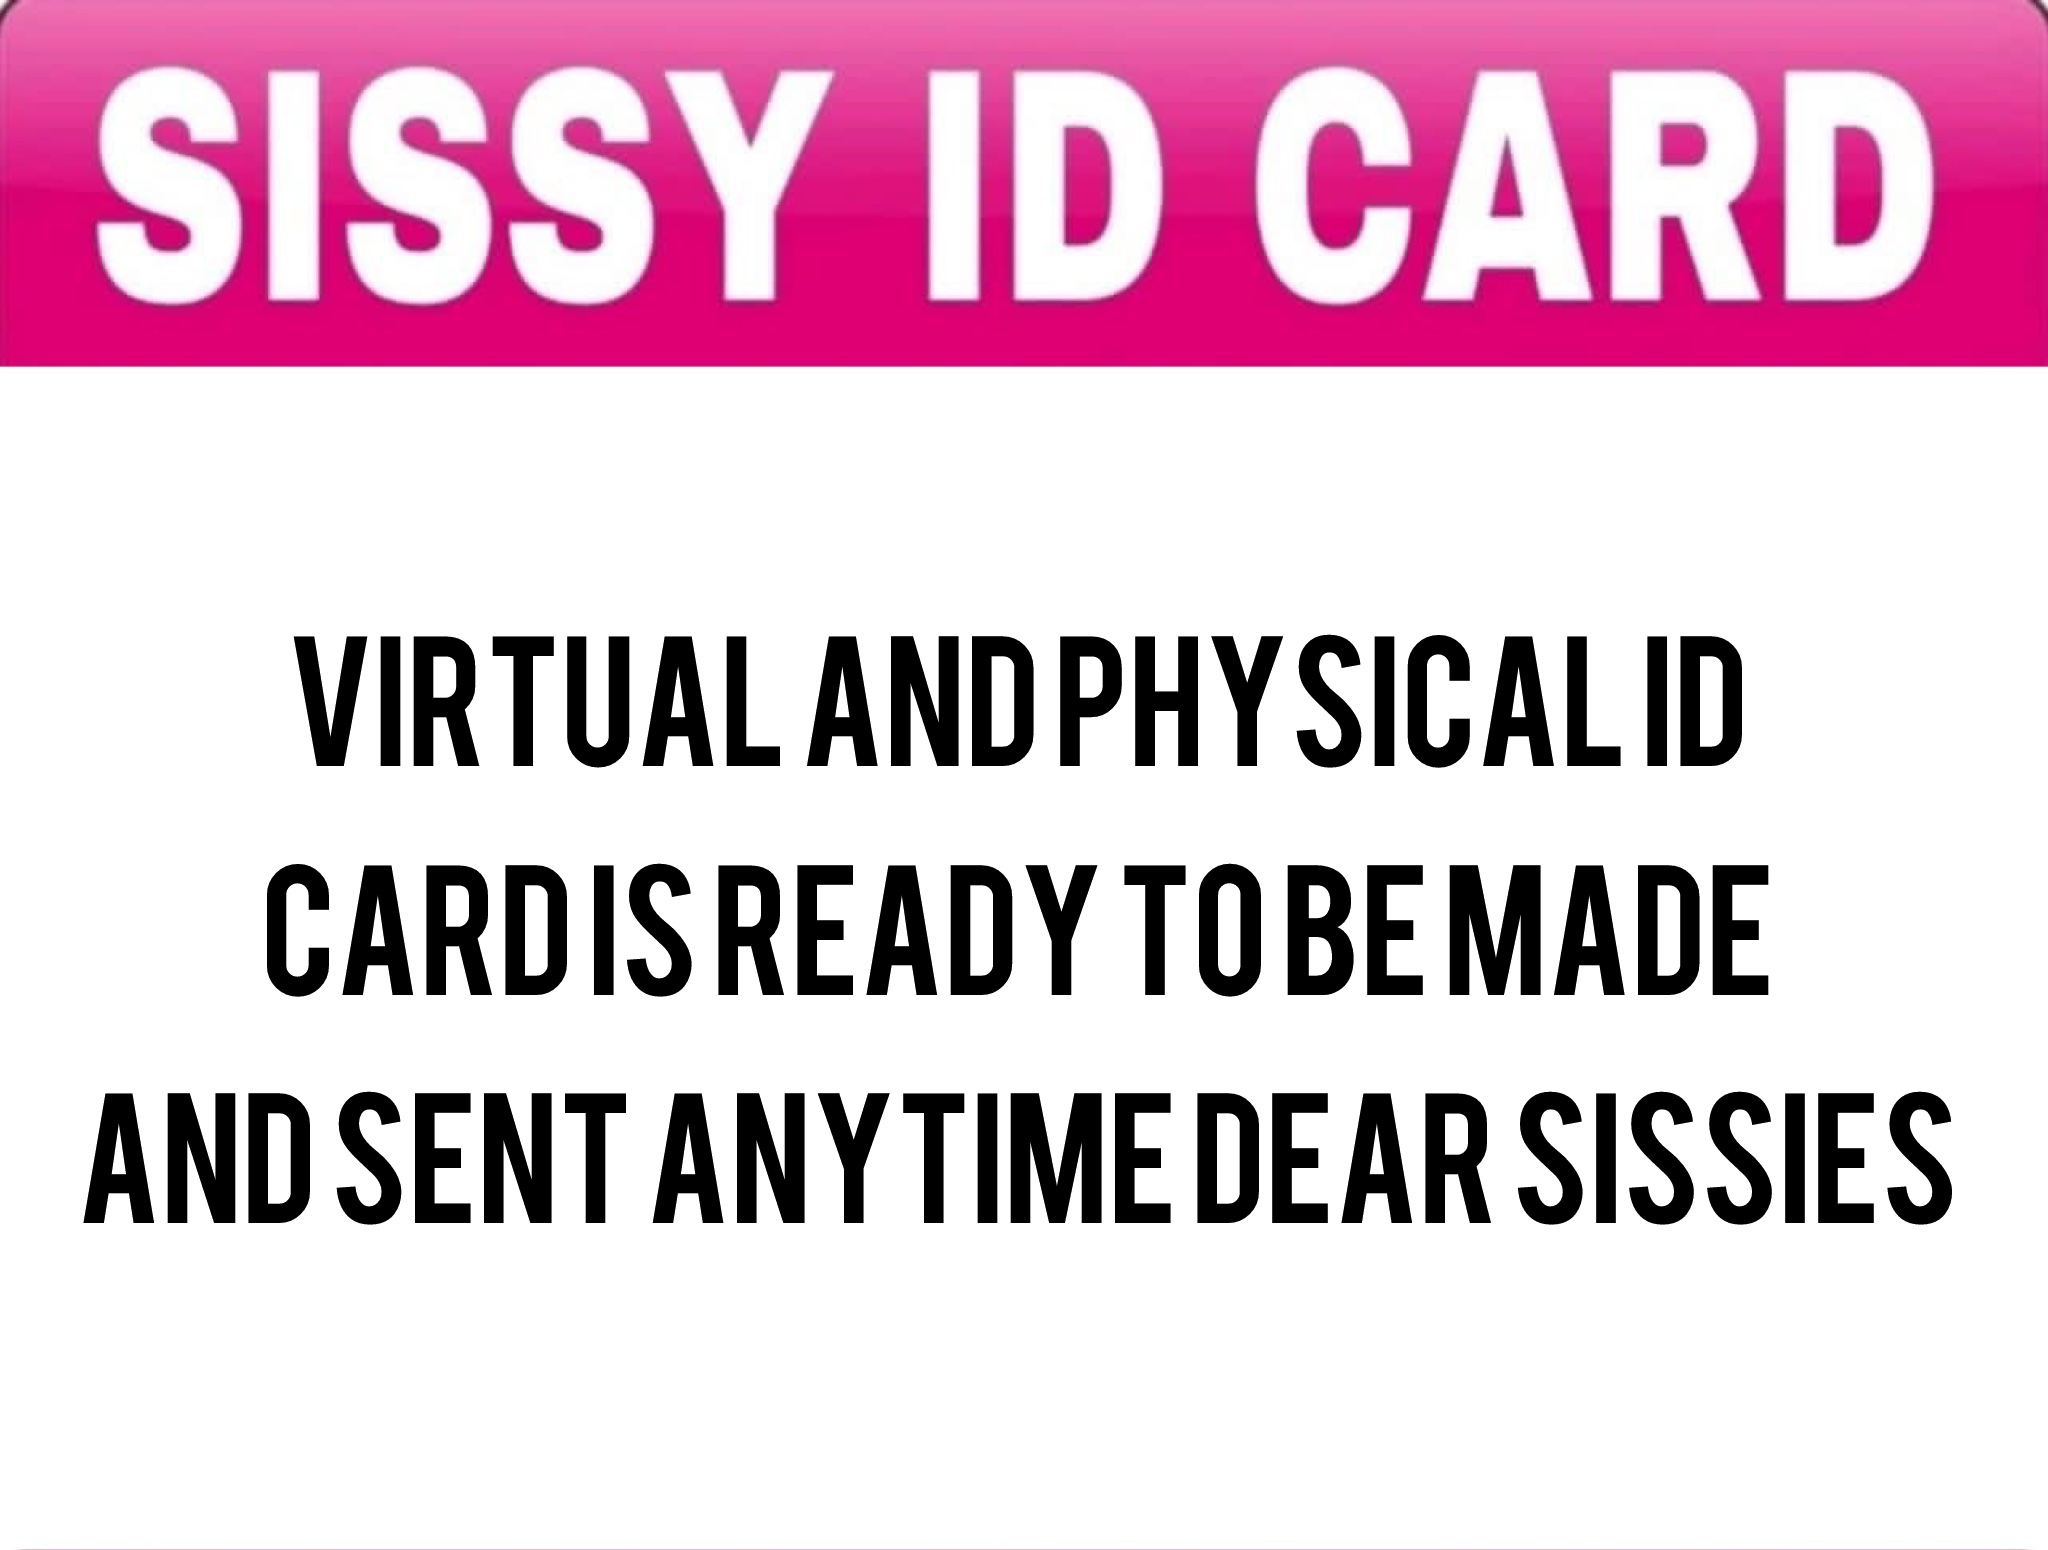 SISSY ID CARD
VIRTUAL AND PHYSICAL ID
CARD IS READY TO BE MADE
AND SENT ANYTIME DEAR SISSIES